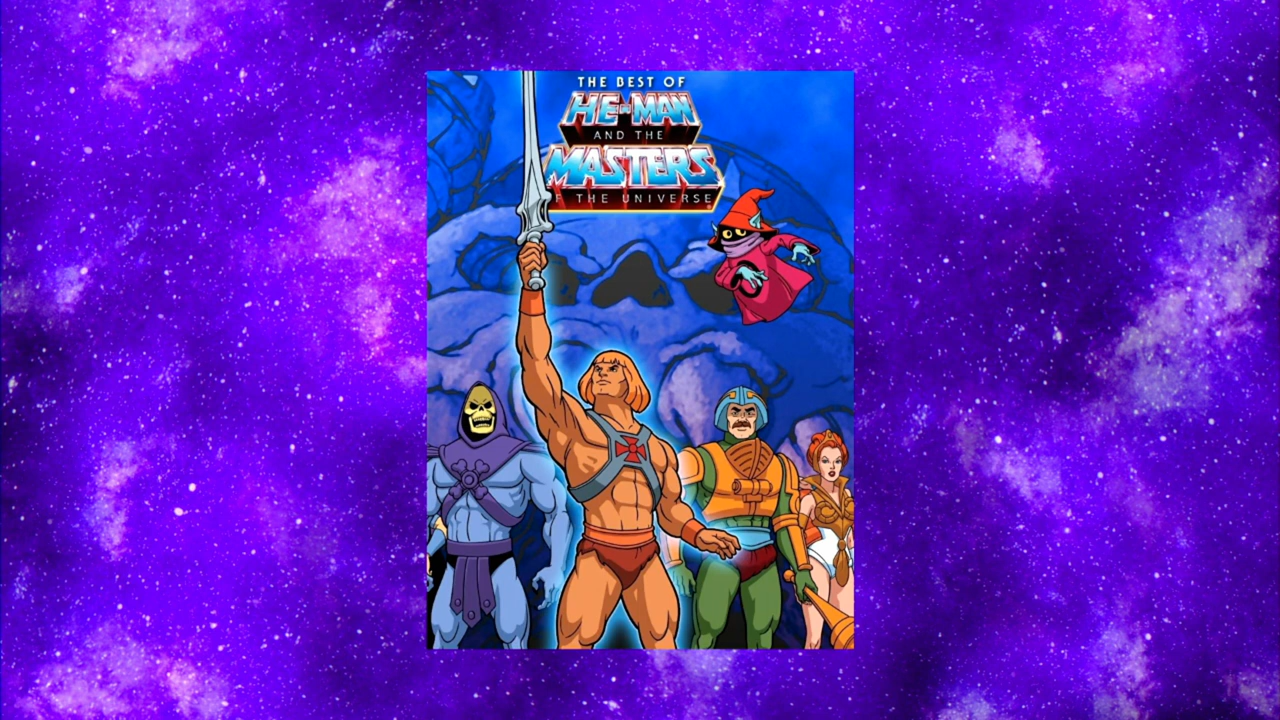 THE BEST OF
HE-MAN
AND THE
MASTERS
OF THE UNIVERSE